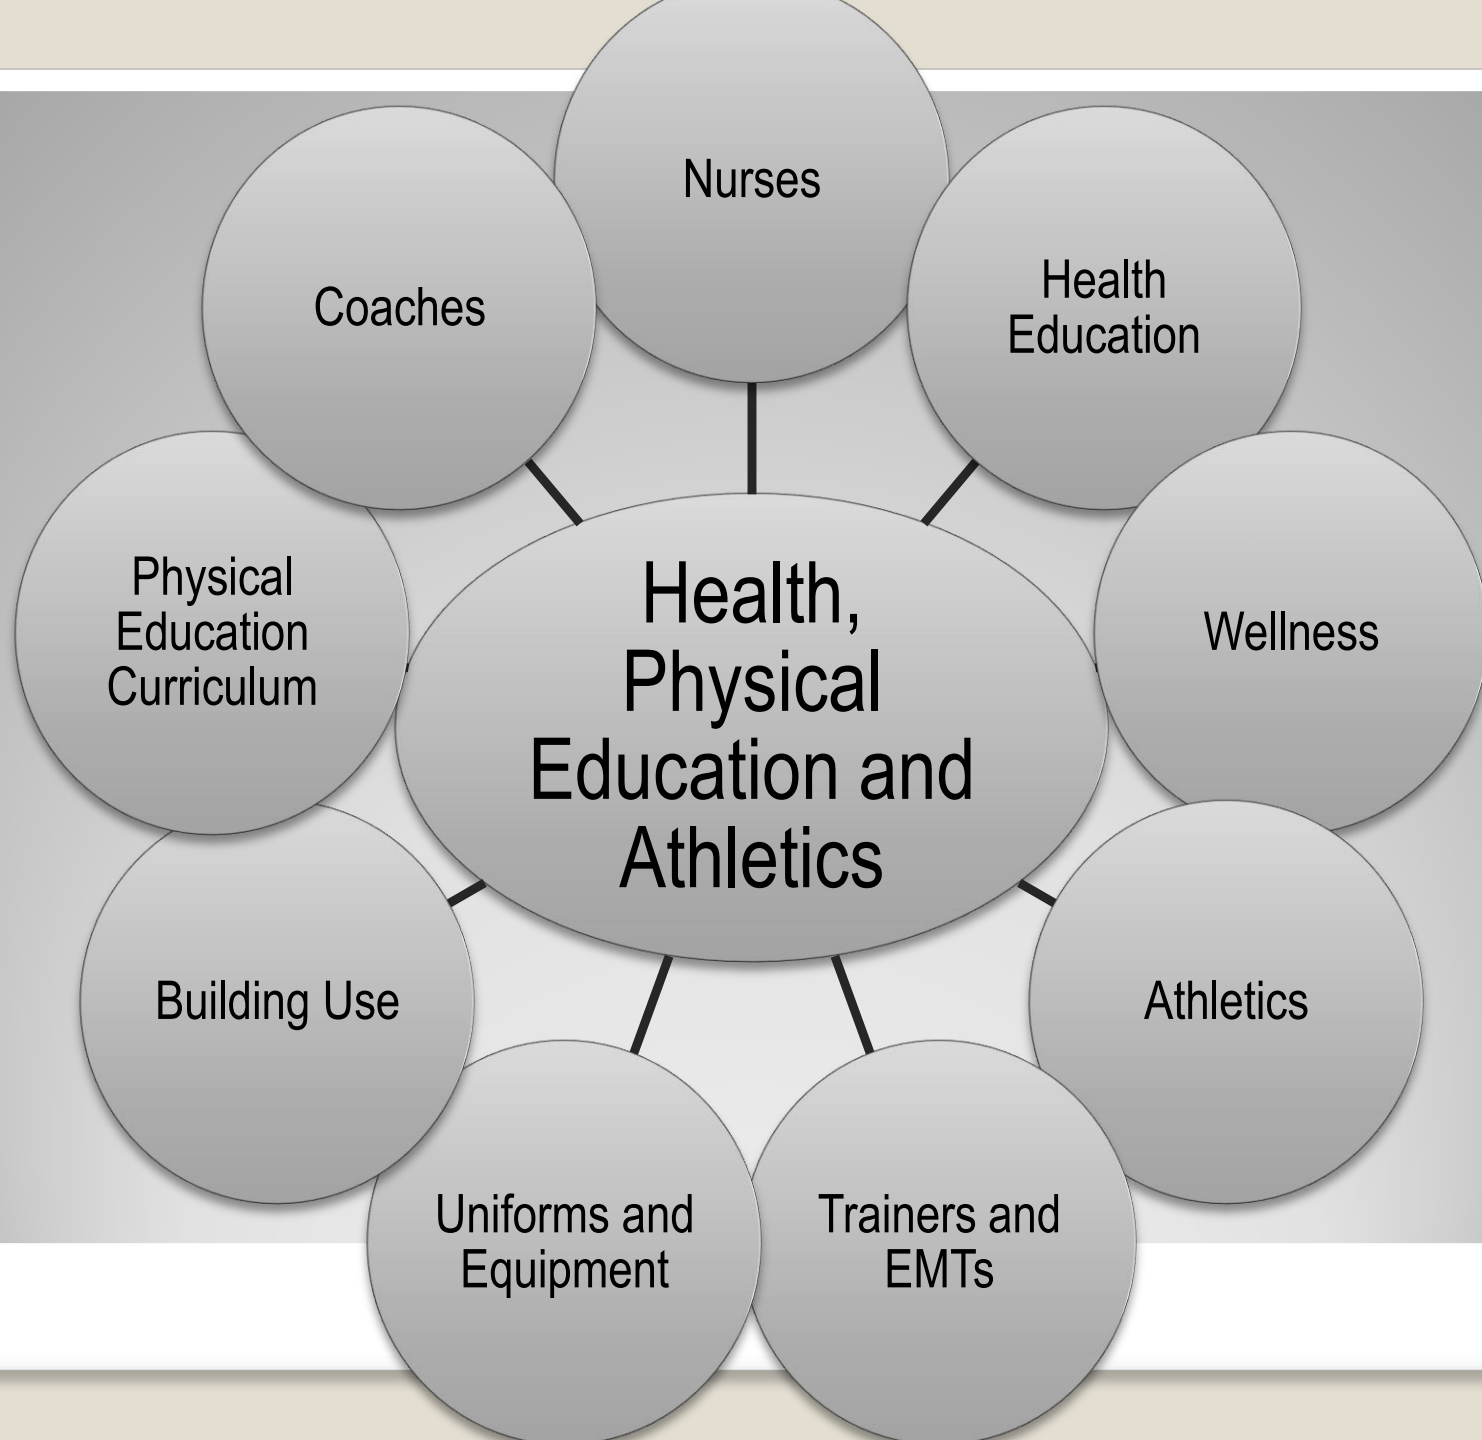 Nurses
Health
Education
Wellness
Athletics
Trainers and
EMTs
Uniforms and
Equipment
Building Use
Physical
Education
Curriculum
Coaches
Health,
Physical
Education and
Athletics